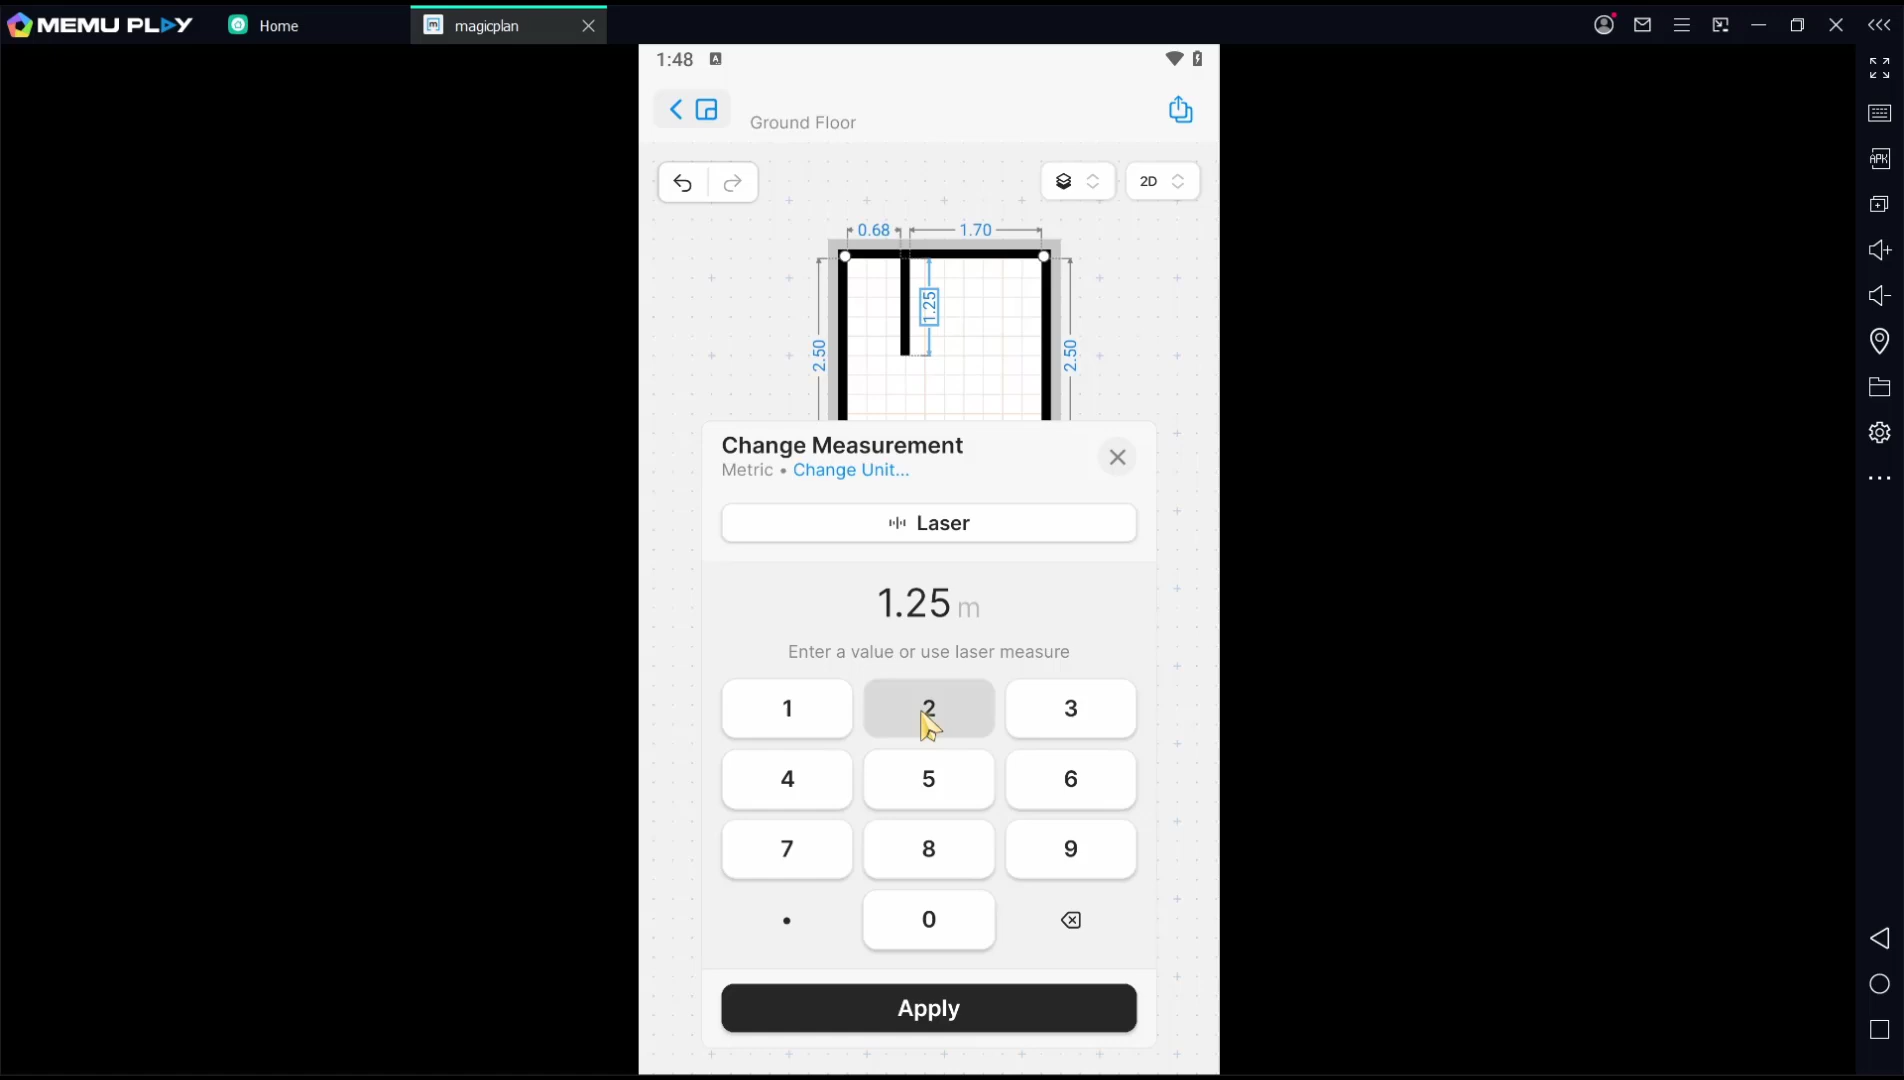 MEMU PLAY
Home
magicplan
1:48 A
Ground Floor
2D
0.68 1.70
1.25
2.50 2.50
Change Measurement
Metric • Change Unit...
Laser
1.25 m
Enter a value or use laser measure
1 2 3
4 5 6
7 8 9
• 0
Apply
APK